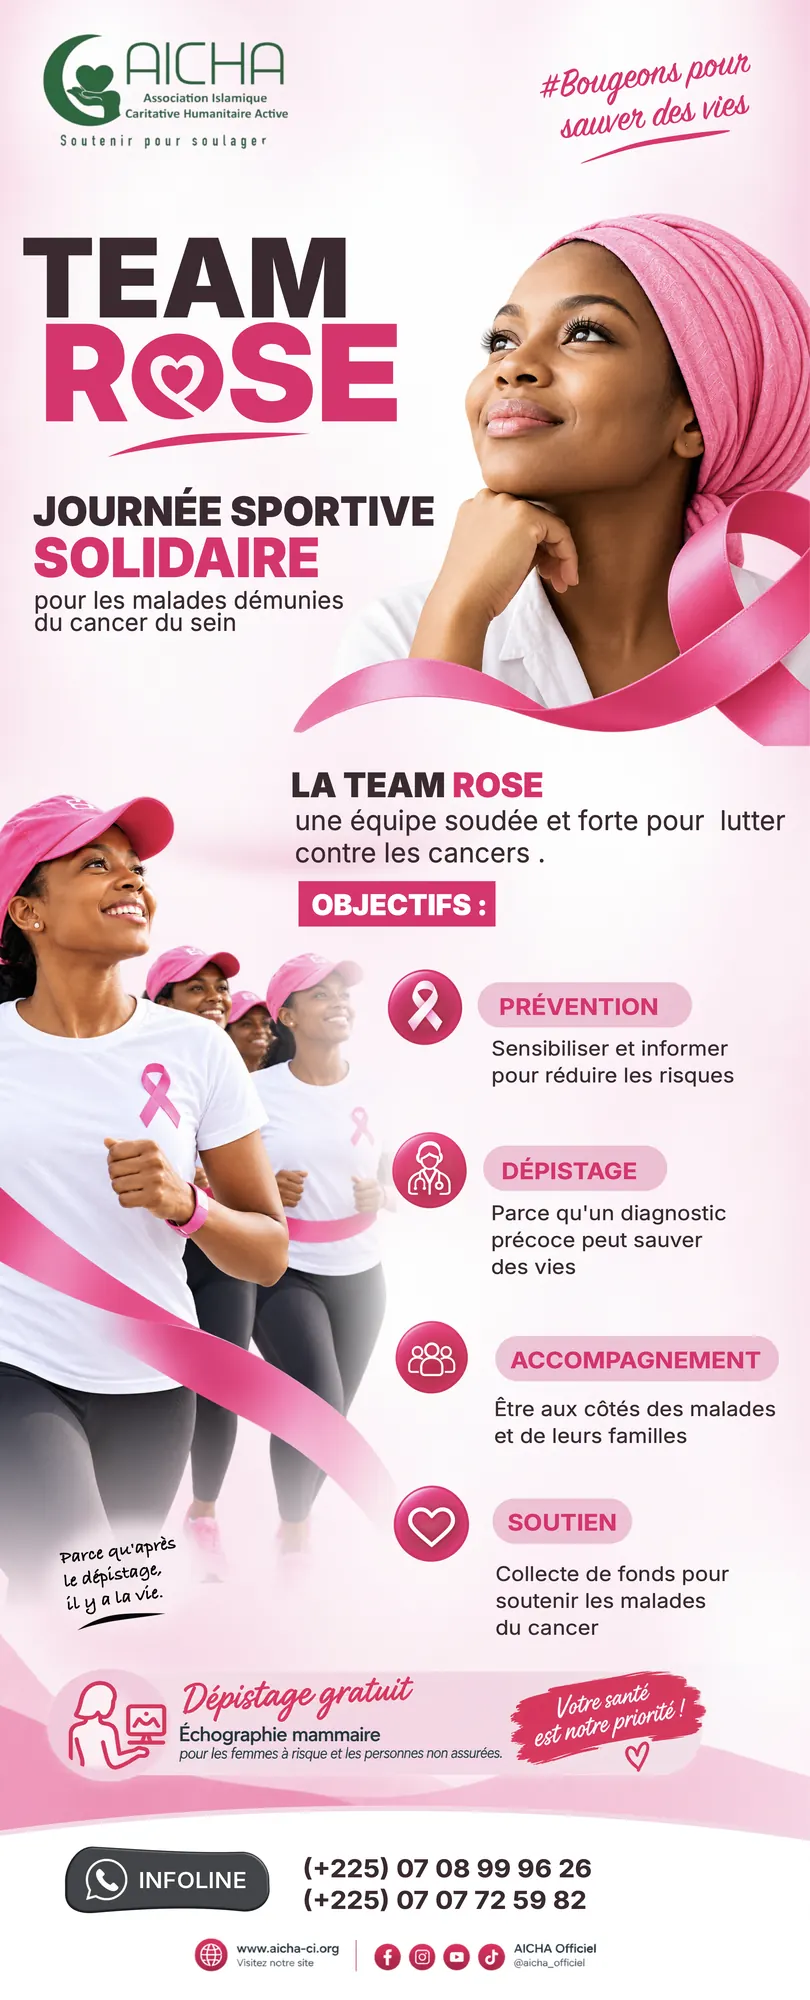 AICHA
Association Islamique
Caritative Humanitaire Active
Soutenir pour soulager
#Bougeons pour
sauver des vies
TEAM
ROSE
JOURNÉE SPORTIVE
SOLIDAIRE
pour les malades démunies
du cancer du sein
LA TEAM ROSE
une équipe soudée et forte pour lutter
contre les cancers .
OBJECTIFS :
PRÉVENTION
Sensibiliser et informer
pour réduire les risques
DÉPISTAGE
Parce qu'un diagnostic
précoce peut sauver
des vies
ACCOMPAGNEMENT
Être aux côtés des malades
et de leurs familles
SOUTIEN
Collecte de fonds pour
soutenir les malades
du cancer
Parce qu'après
le dépistage,
il y a la vie.
Dépistage gratuit
Échographie mammaire
pour les femmes à risque et les personnes non assurées.
Votre santé
est notre priorité !
INFOLINE
(+225) 07 08 99 96 26
(+225) 07 07 72 59 82
www.aicha-ci.org
Visitez notre site
AICHA Officiel
@aicha_officiel